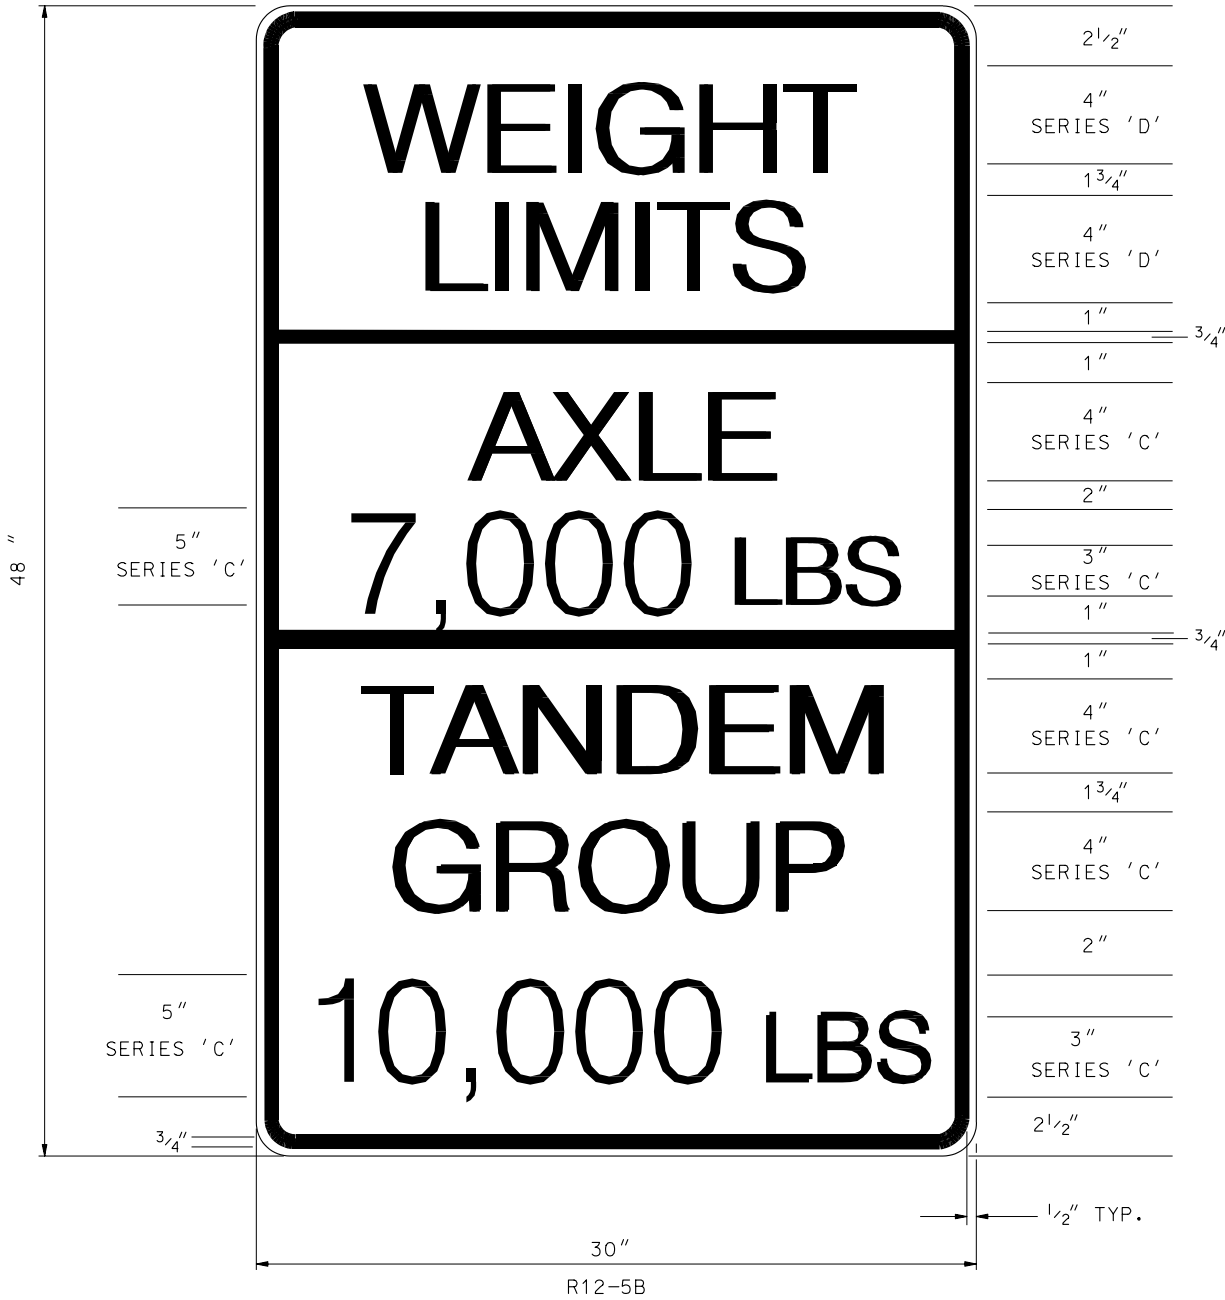 WEIGHT
LIMITS
AXLE
7,000 LBS
TANDEM
GROUP
10,000 LBS
48"
5"
SERIES 'C'
5"
SERIES 'C'
3/4"
2 1/2"
4"
SERIES 'D'
1 3/4"
4"
SERIES 'D'
1"
3/4"
1"
4"
SERIES 'C'
2"
3"
SERIES 'C'
1"
3/4"
1"
4"
SERIES 'C'
1 3/4"
4"
SERIES 'C'
2"
3"
SERIES 'C'
2 1/2"
1/2" TYP.
30"
R12-5B